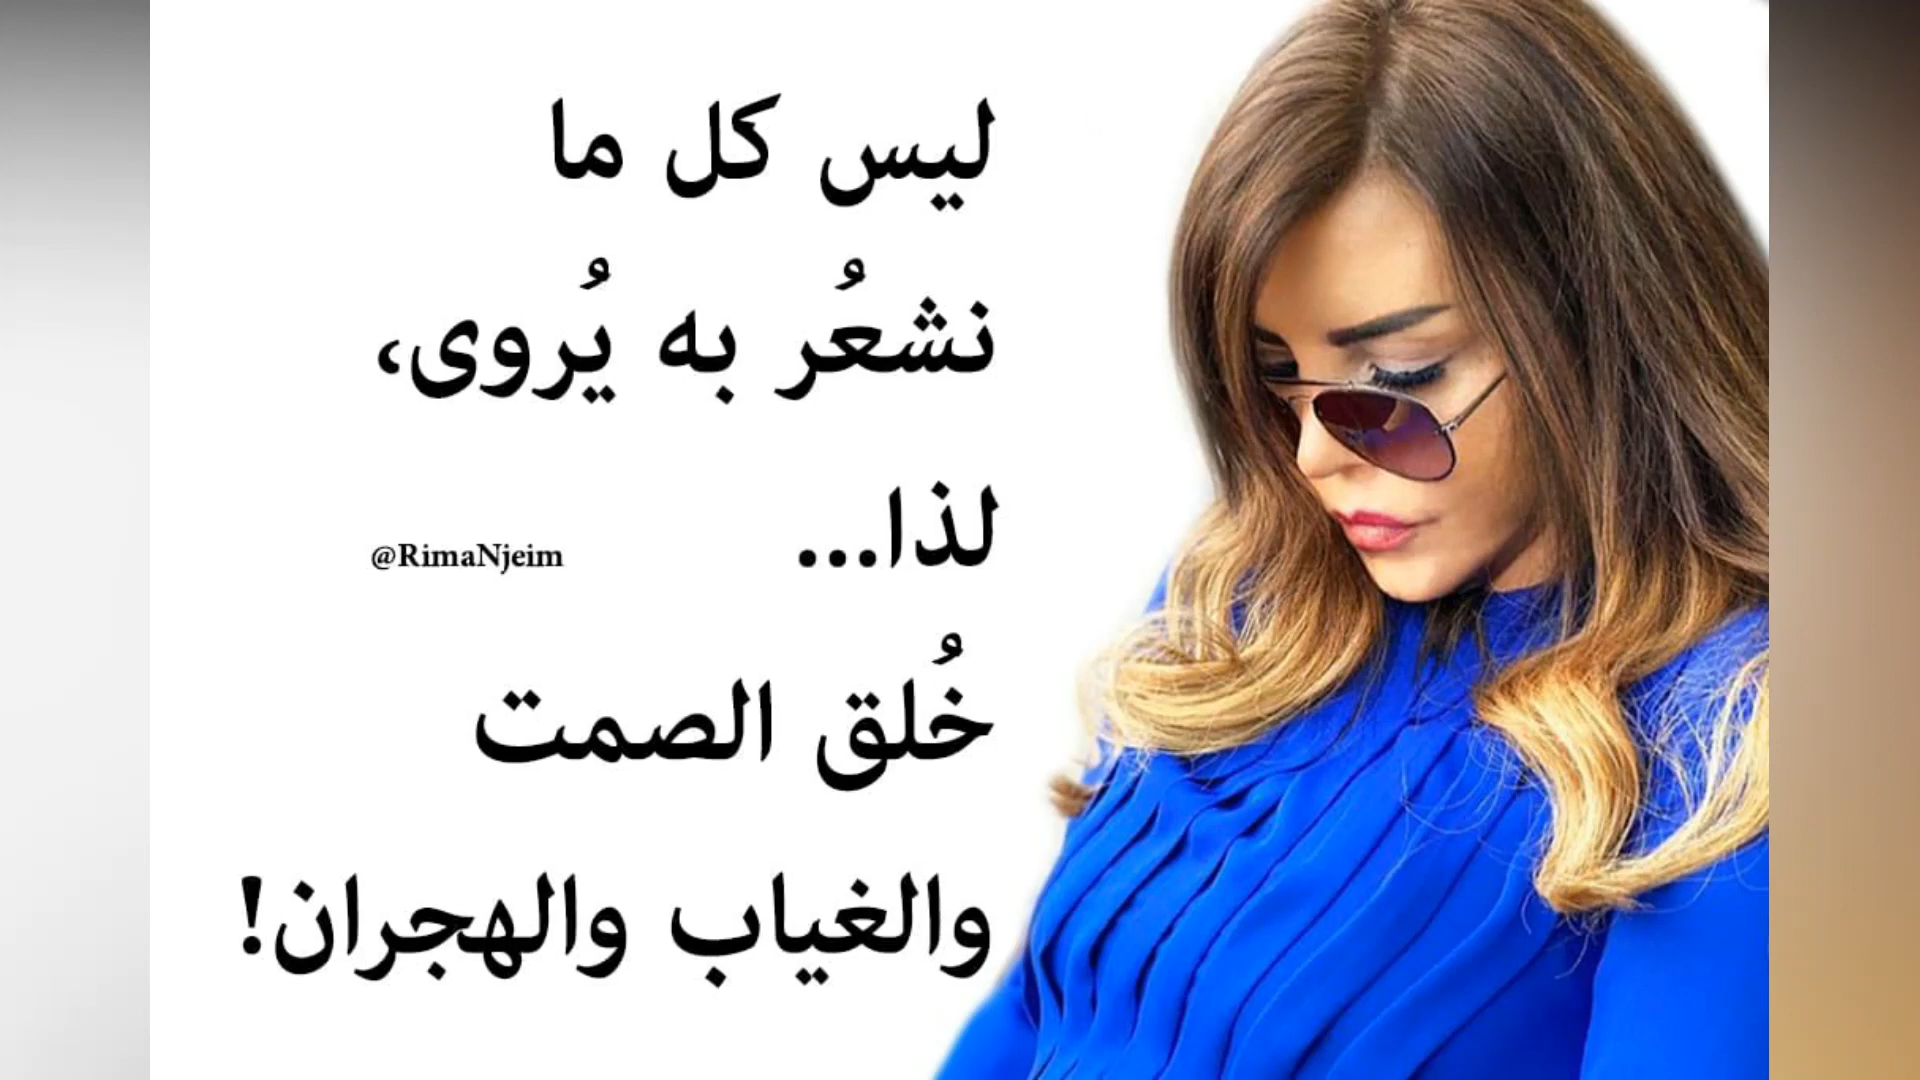 ليس كل ما
نشعُر به يُروى،
لذا...
@RimaNjeim
خُلق الصمت
والغياب والهجران!